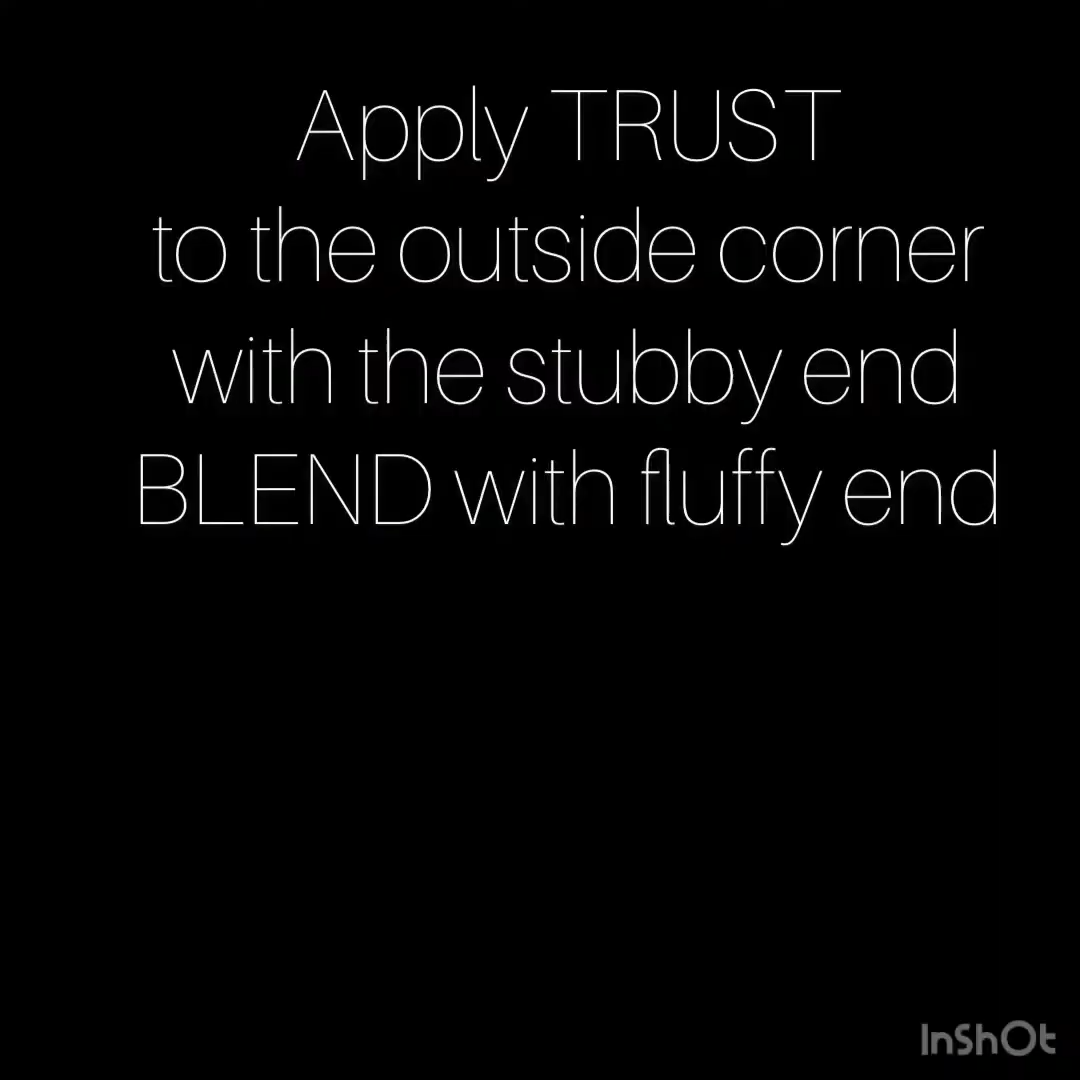 Apply TRUST
to the outside corner
with the stubby end
BLEND with fluffy end
InShOt